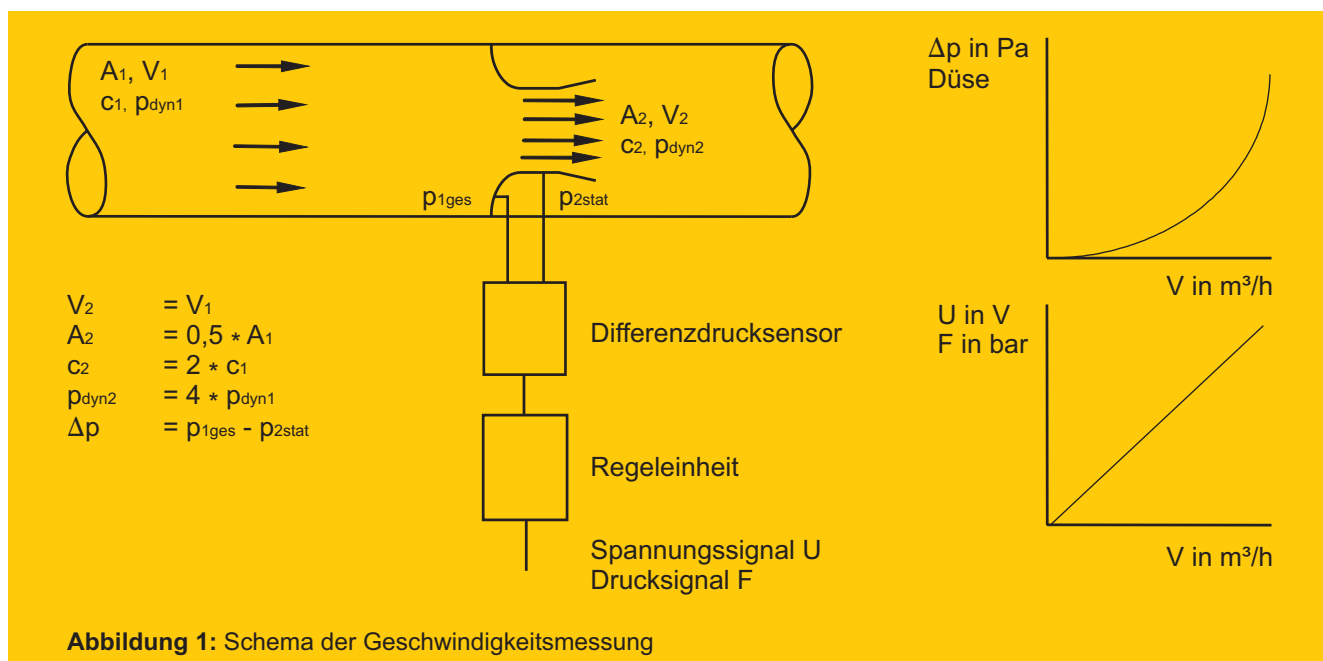 A1, V1
c1, pdyn1
A2, V2
c2, pdyn2
p1ges
p2stat
V2 = V1
A2 = 0,5 * A1
c2 = 2 * c1
pdyn2 = 4 * pdyn1
Δp = p1ges - p2stat
Differenzdrucksensor
Regeleinheit
Spannungssignal U
Drucksignal F
Δp in Pa
Düse
V in m³/h
U in V
F in bar
V in m³/h
Abbildung 1: Schema der Geschwindigkeitsmessung